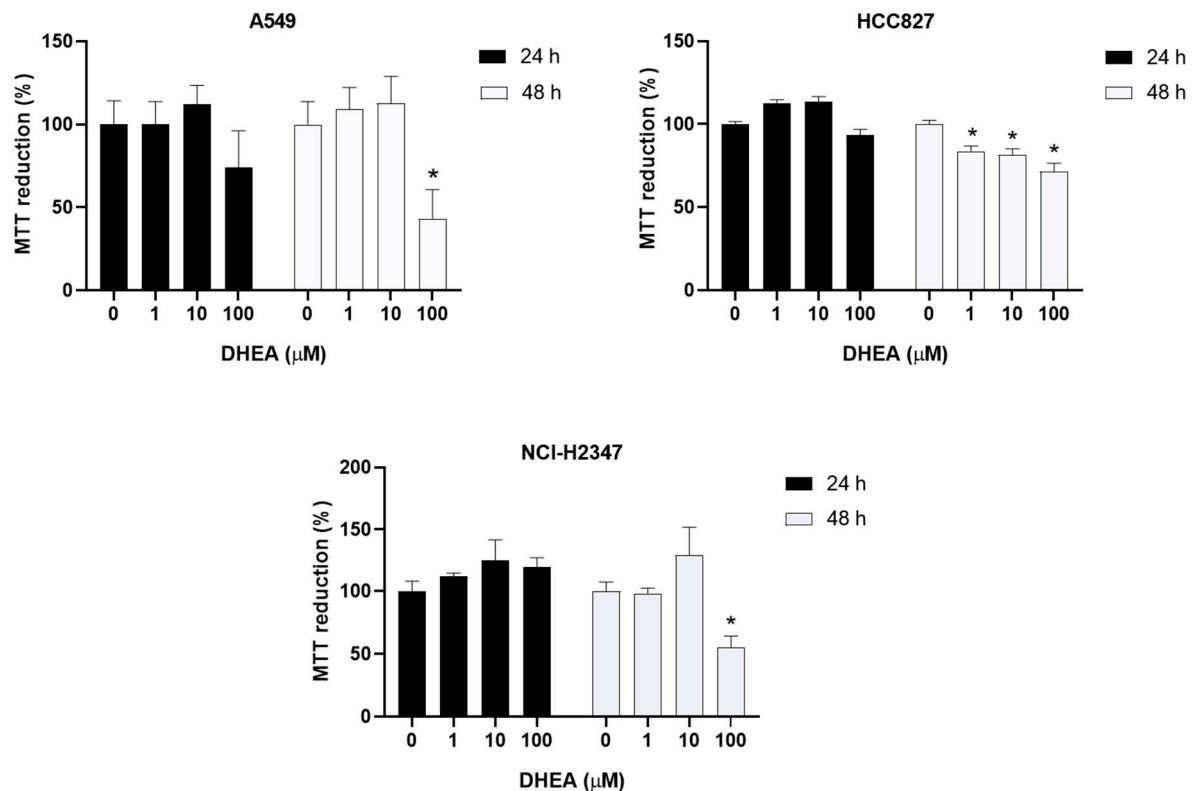 A549
MTT reduction (%)
150
100
50
0
24 h
48 h
*
0 1 10 100 0 1 10 100
DHEA (μM)
HCC827
MTT reduction (%)
150
100
50
0
24 h
48 h
* * *
0 1 10 100 0 1 10 100
DHEA (μM)
NCI-H2347
MTT reduction (%)
200
150
100
50
0
24 h
48 h
*
0 1 10 100 0 1 10 100
DHEA (μM)